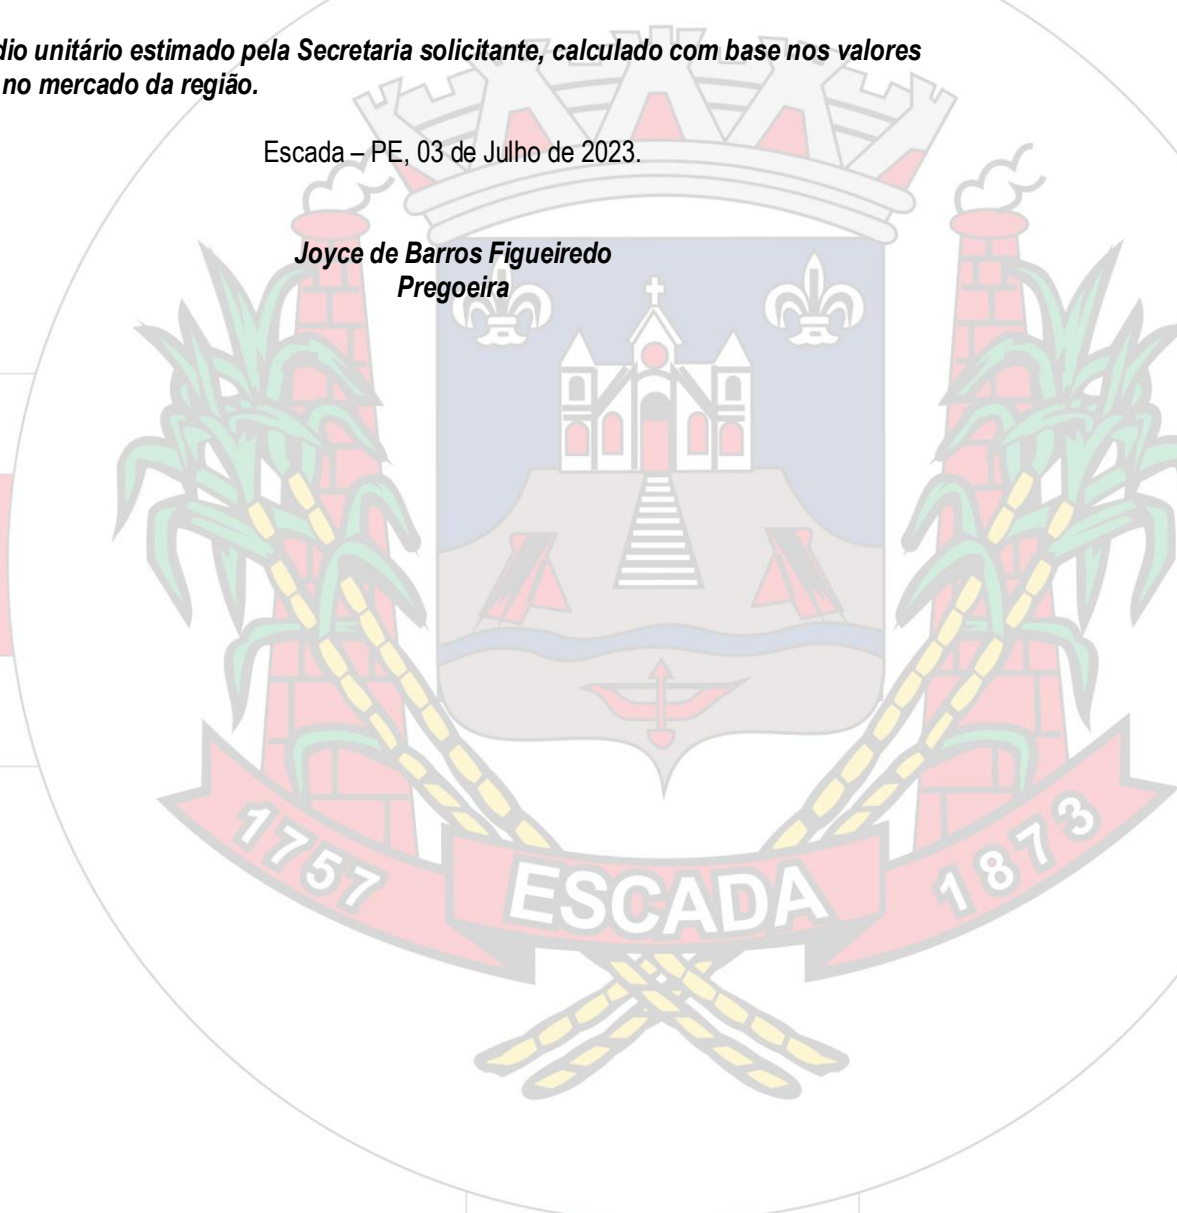 dio unitário estimado pela Secretaria solicitante, calculado com base nos valores
no mercado da região.
Escada – PE, 03 de Julho de 2023.
Joyce de Barros Figueiredo
Pregoeira
1757
ESCADA
1873